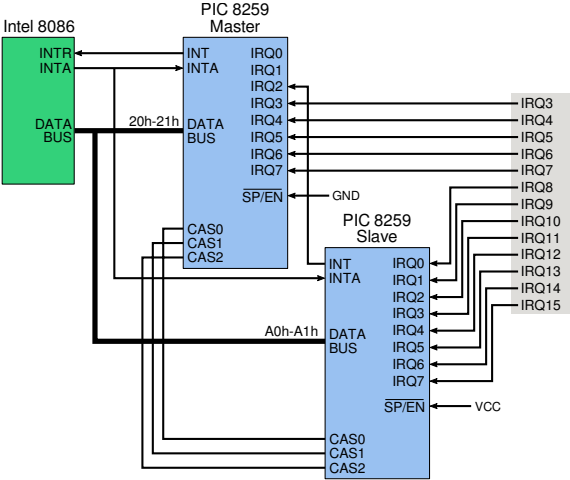 Intel 8086
INTR
INTA
DATA
BUS
PIC 8259
Master
INT
INTA
20h-21h
DATA
BUS
CAS0
CAS1
CAS2
IRQ0
IRQ1
IRQ2
IRQ3
IRQ4
IRQ5
IRQ6
IRQ7
SP/EN
GND
PIC 8259
Slave
INT
INTA
A0h-A1h
DATA
BUS
CAS0
CAS1
CAS2
IRQ0
IRQ1
IRQ2
IRQ3
IRQ4
IRQ5
IRQ6
IRQ7
SP/EN
VCC
IRQ3
IRQ4
IRQ5
IRQ6
IRQ7
IRQ8
IRQ9
IRQ10
IRQ11
IRQ12
IRQ13
IRQ14
IRQ15